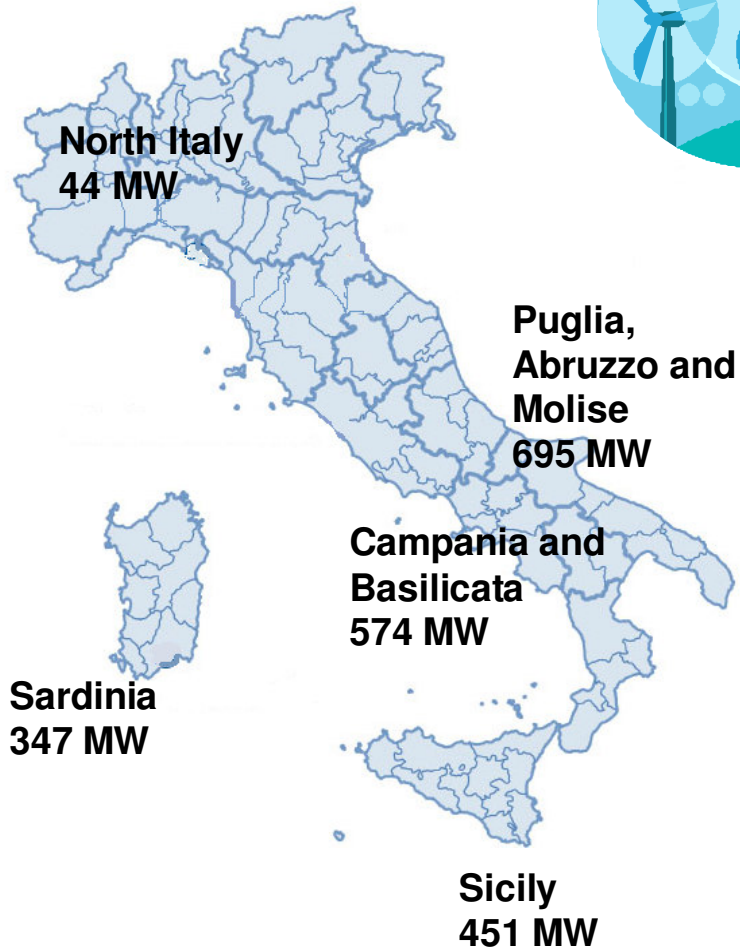 North Italy
44 MW
Puglia,
Abruzzo and
Molise
695 MW
Campania and
Basilicata
574 MW
Sardinia
347 MW
Sicily
451 MW